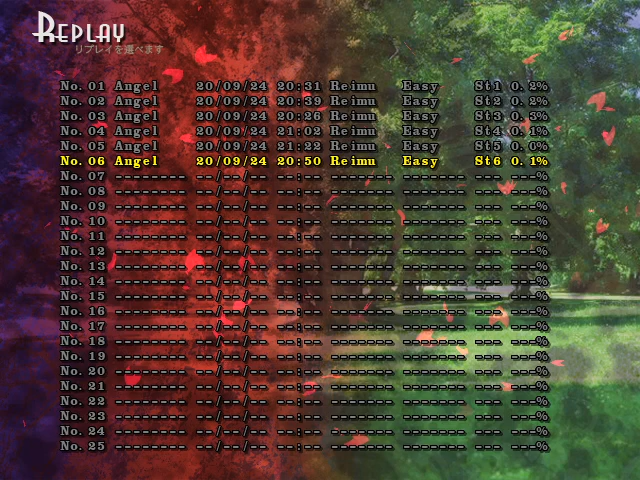 REPLAY
リプレイを選べます
No. 01 Angel 20/09/24 20:31 Reimu Easy St1 0.2%
No. 02 Angel 20/09/24 20:39 Reimu Easy St2 0.2%
No. 03 Angel 20/09/24 20:26 Reimu Easy St3 0.3%
No. 04 Angel 20/09/24 21:02 Reimu Easy St4 0.1%
No. 05 Angel 20/09/24 21:22 Reimu Easy St5 0.0%
No. 06 Angel 20/09/24 20:50 Reimu Easy St6 0.1%
No. 07 -------- --/--/-- --:-- ------- ------- --- ---%
No. 08 -------- --/--/-- --:-- ------- ------- --- ---%
No. 09 -------- --/--/-- --:-- ------- ------- --- ---%
No. 10 -------- --/--/-- --:-- ------- ------- --- ---%
No. 11 -------- --/--/-- --:-- ------- ------- --- ---%
No. 12 -------- --/--/-- --:-- ------- ------- --- ---%
No. 13 -------- --/--/-- --:-- ------- ------- --- ---%
No. 14 -------- --/--/-- --:-- ------- ------- --- ---%
No. 15 -------- --/--/-- --:-- ------- ------- --- ---%
No. 16 -------- --/--/-- --:-- ------- ------- --- ---%
No. 17 -------- --/--/-- --:-- ------- ------- --- ---%
No. 18 -------- --/--/-- --:-- ------- ------- --- ---%
No. 19 -------- --/--/-- --:-- ------- ------- --- ---%
No. 20 -------- --/--/-- --:-- ------- ------- --- ---%
No. 21 -------- --/--/-- --:-- ------- ------- --- ---%
No. 22 -------- --/--/-- --:-- ------- ------- --- ---%
No. 23 -------- --/--/-- --:-- ------- ------- --- ---%
No. 24 -------- --/--/-- --:-- ------- ------- --- ---%
No. 25 -------- --/--/-- --:-- ------- ------- --- ---%